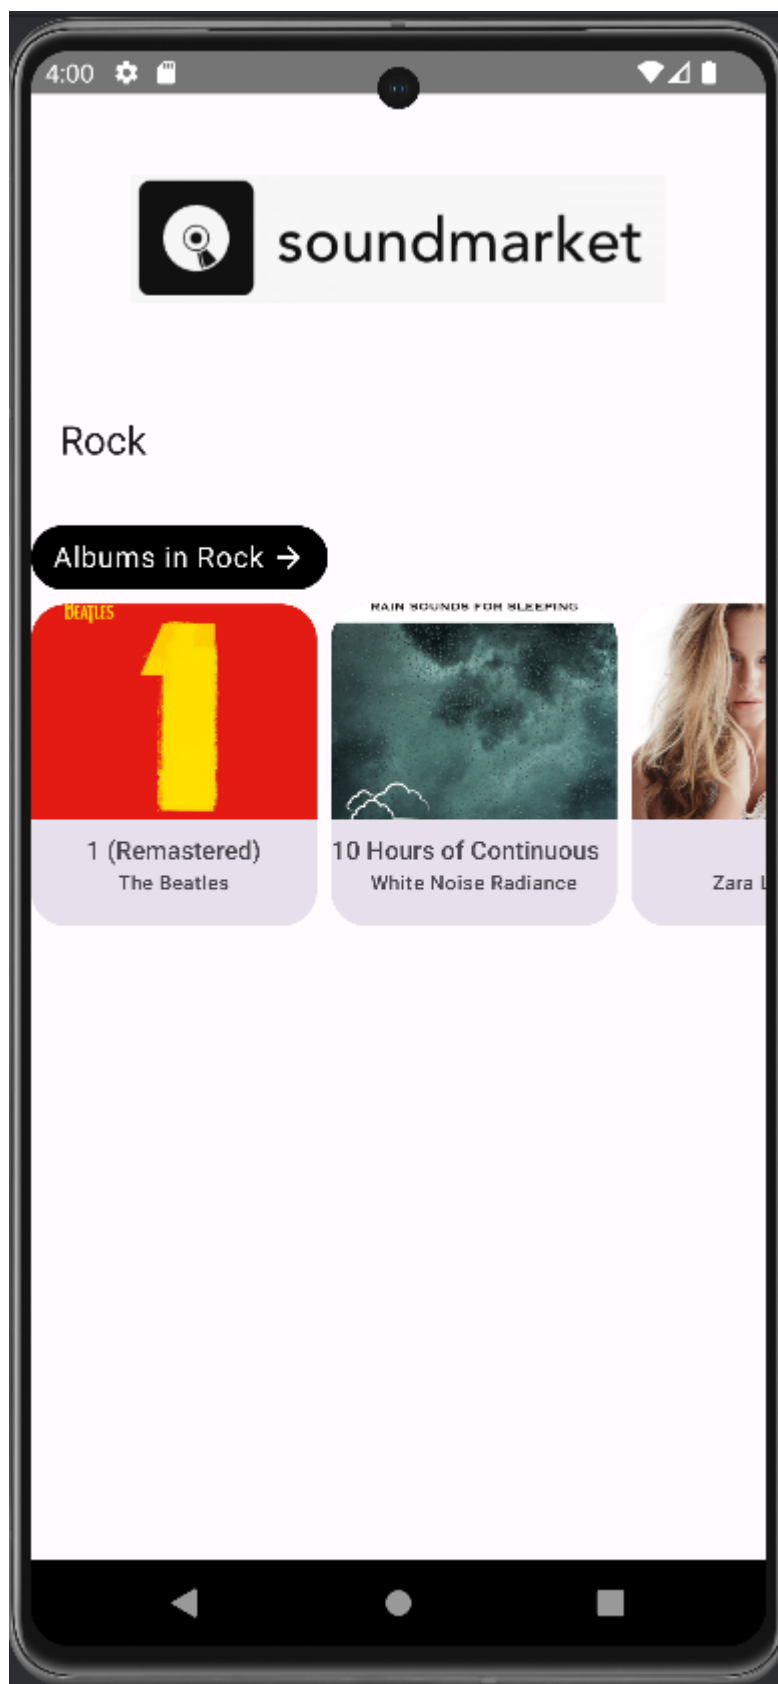 4:00
soundmarket
Rock
Albums in Rock →
BEATLES
RAIN SOUNDS FOR SLEEPING
1 (Remastered)
10 Hours of Continuous
The Beatles
White Noise Radiance
Zara L